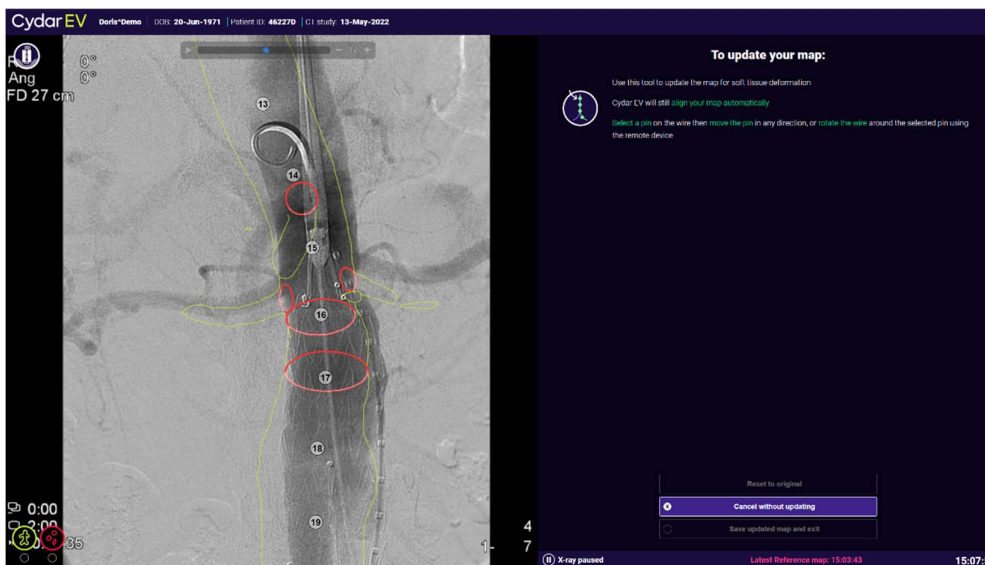 Cydar EV Doris^Demo DOB: 20-Jun-1971 Patient ID: 46227D CT study: 13-May-2022
0°
Ang 0°
FD 27 cm
13
14
15
16
17
18
19
0:00
2:00
35
4
1- 7
To update your map:
Use this tool to update the map for soft tissue deformation
Cydar EV will still align your map automatically
Select a pin on the wire then move the pin in any direction, or rotate the wire around the selected pin using
the remote device
Reset to original
Cancel without updating
Save updated map and exit
X-ray paused Latest Reference map: 15:03:43